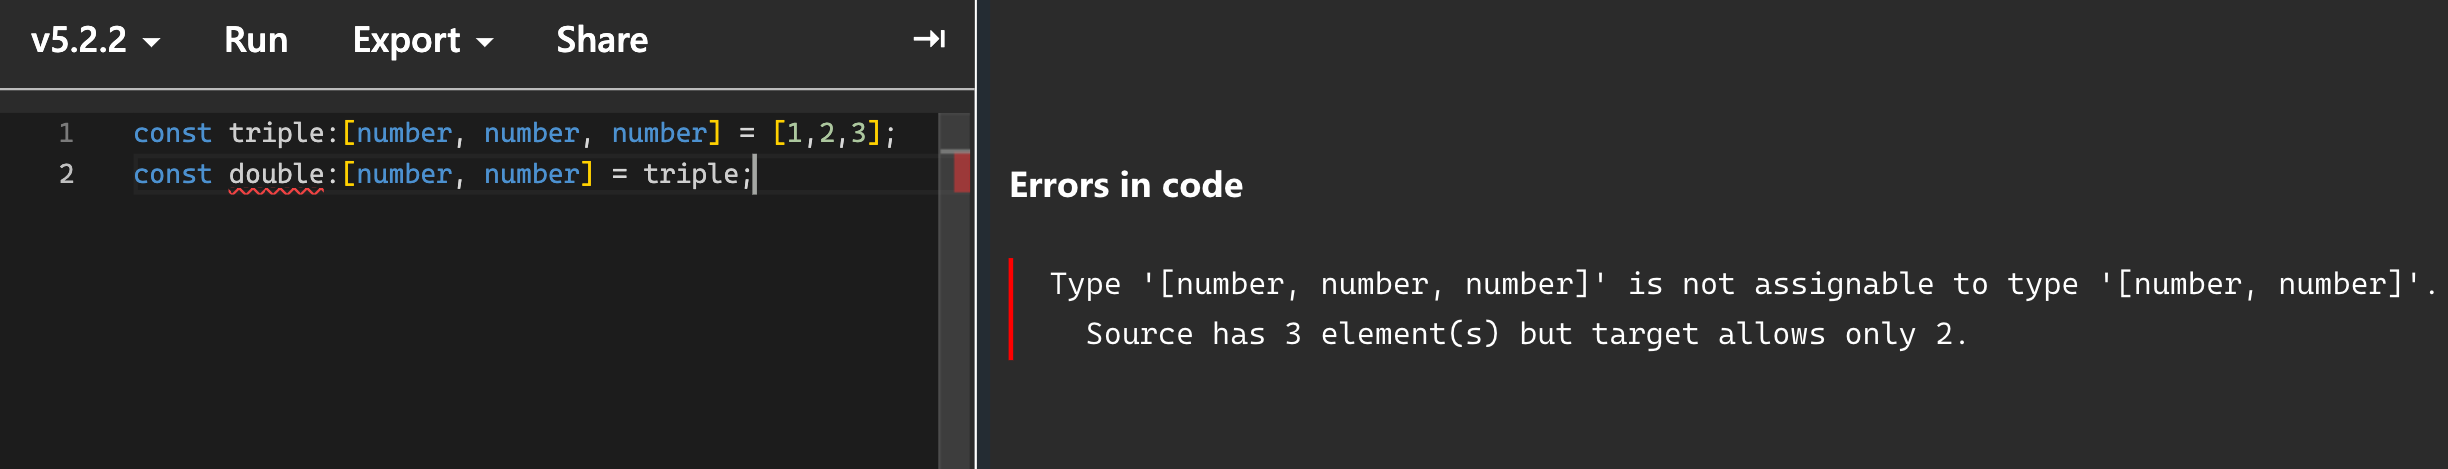 v5.2.2 Run Export Share
1 const triple:[number, number, number] = [1,2,3];
2 const double:[number, number] = triple;
Errors in code
Type '[number, number, number]' is not assignable to type '[number, number]'.
Source has 3 element(s) but target allows only 2.